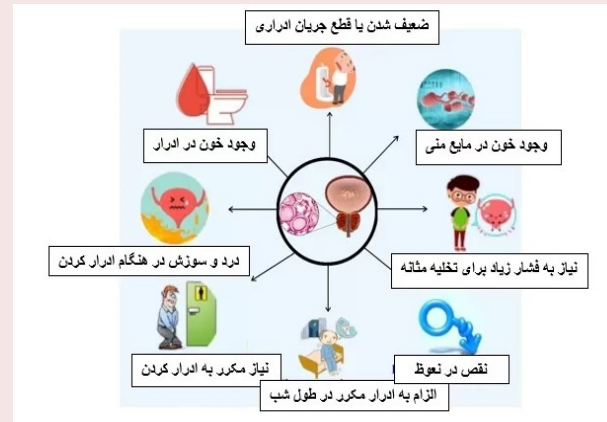 ضعیف شدن یا قطع جریان ادراری
وجود خون در مایع منی
وجود خون در ادرار
نیاز به فشار زیاد برای تخلیه مثانه
درد و سوزش در هنگام ادرار کردن
نقص در نعوظ
نیاز مکرر به ادرار کردن
الزام به ادرار مکرر در طول شب